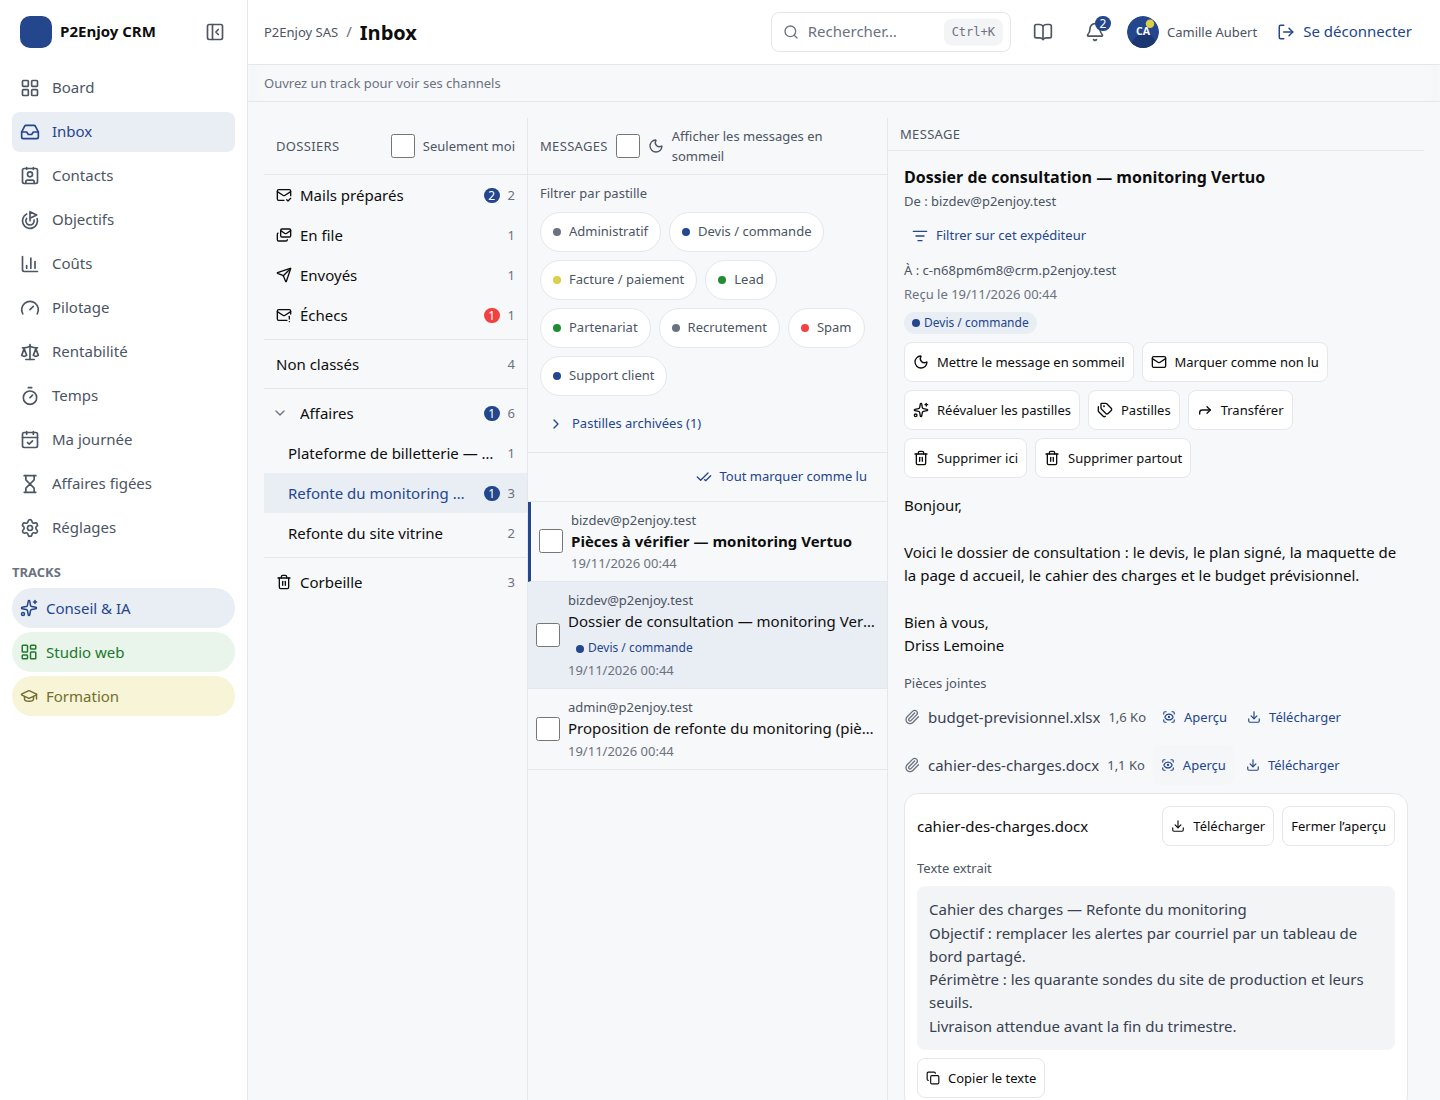 P2Enjoy CRM
Board
Inbox
Contacts
Objectifs
Coûts
Pilotage
Rentabilité
Temps
Ma journée
Affaires figées
Réglages
TRACKS
Conseil & IA
Studio web
Formation
P2Enjoy SAS / Inbox
Rechercher... Ctrl+K
2
CA Camille Aubert
Se déconnecter
Ouvrez un track pour voir ses channels
DOSSIERS Seulement moi
Mails préparés 2 2
En file 1
Envoyés 1
Échecs 1 1
Non classés 4
Affaires 1 6
Plateforme de billetterie — ... 1
Refonte du monitoring ... 1 3
Refonte du site vitrine 2
Corbeille 3
MESSAGES Afficher les messages en
sommeil
Filtrer par pastille
Administratif Devis / commande
Facture / paiement Lead
Partenariat Recrutement Spam
Support client
Pastilles archivées (1)
Tout marquer comme lu
bizdev@p2enjoy.test
Pièces à vérifier — monitoring Vertuo
19/11/2026 00:44
bizdev@p2enjoy.test
Dossier de consultation — monitoring Ver...
Devis / commande
19/11/2026 00:44
admin@p2enjoy.test
Proposition de refonte du monitoring (piè...
19/11/2026 00:44
MESSAGE
Dossier de consultation — monitoring Vertuo
De : bizdev@p2enjoy.test
Filtrer sur cet expéditeur
À : c-n68pm6m8@crm.p2enjoy.test
Reçu le 19/11/2026 00:44
Devis / commande
Mettre le message en sommeil Marquer comme non lu
Réévaluer les pastilles Pastilles Transférer
Supprimer ici Supprimer partout
Bonjour,
Voici le dossier de consultation : le devis, le plan signé, la maquette de
la page d accueil, le cahier des charges et le budget prévisionnel.
Bien à vous,
Driss Lemoine
Pièces jointes
budget-previsionnel.xlsx 1,6 Ko Aperçu Télécharger
cahier-des-charges.docx 1,1 Ko Aperçu Télécharger
cahier-des-charges.docx Télécharger Fermer l'aperçu
Texte extrait
Cahier des charges — Refonte du monitoring
Objectif : remplacer les alertes par courriel par un tableau de
bord partagé.
Périmètre : les quarante sondes du site de production et leurs
seuils.
Livraison attendue avant la fin du trimestre.
Copier le texte